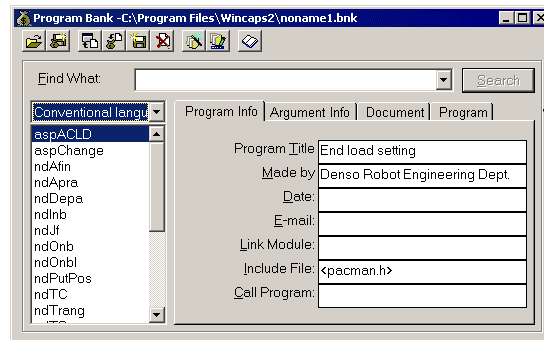 Program Bank -C:\Program Files\Wincaps2\noname1.bnk
Find What:
Search
Conventional langu
aspACLD
aspChange
ndAfin
ndApra
ndDepa
ndInb
ndJf
ndOnb
ndOnbl
ndPutPos
ndTC
ndTrang
Program Info
Argument Info
Document
Program
Program Title End load setting
Made by Denso Robot Engineering Dept.
Date:
E-mail:
Link Module:
Include File: <pacman.h>
Call Program: